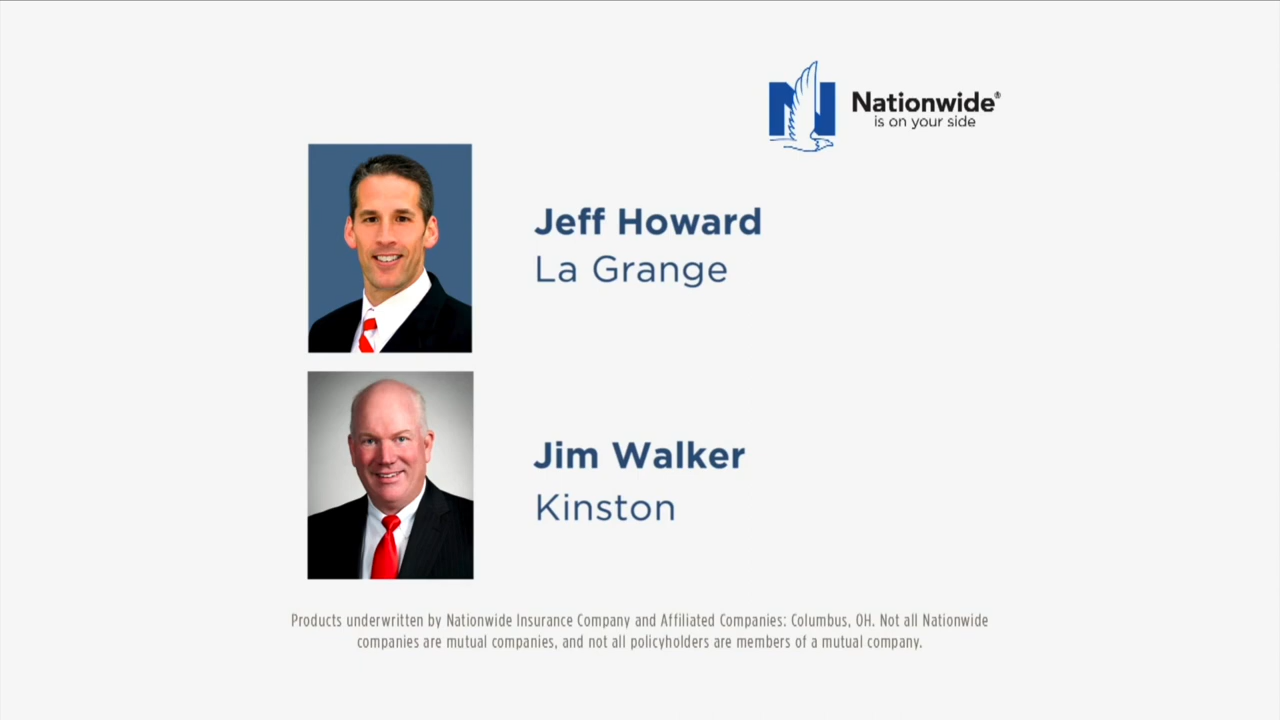 Nationwide®
is on your side
Jeff Howard
La Grange
Jim Walker
Kinston
Products underwritten by Nationwide Insurance Company and Affiliated Companies: Columbus, OH. Not all Nationwide
companies are mutual companies, and not all policyholders are members of a mutual company.